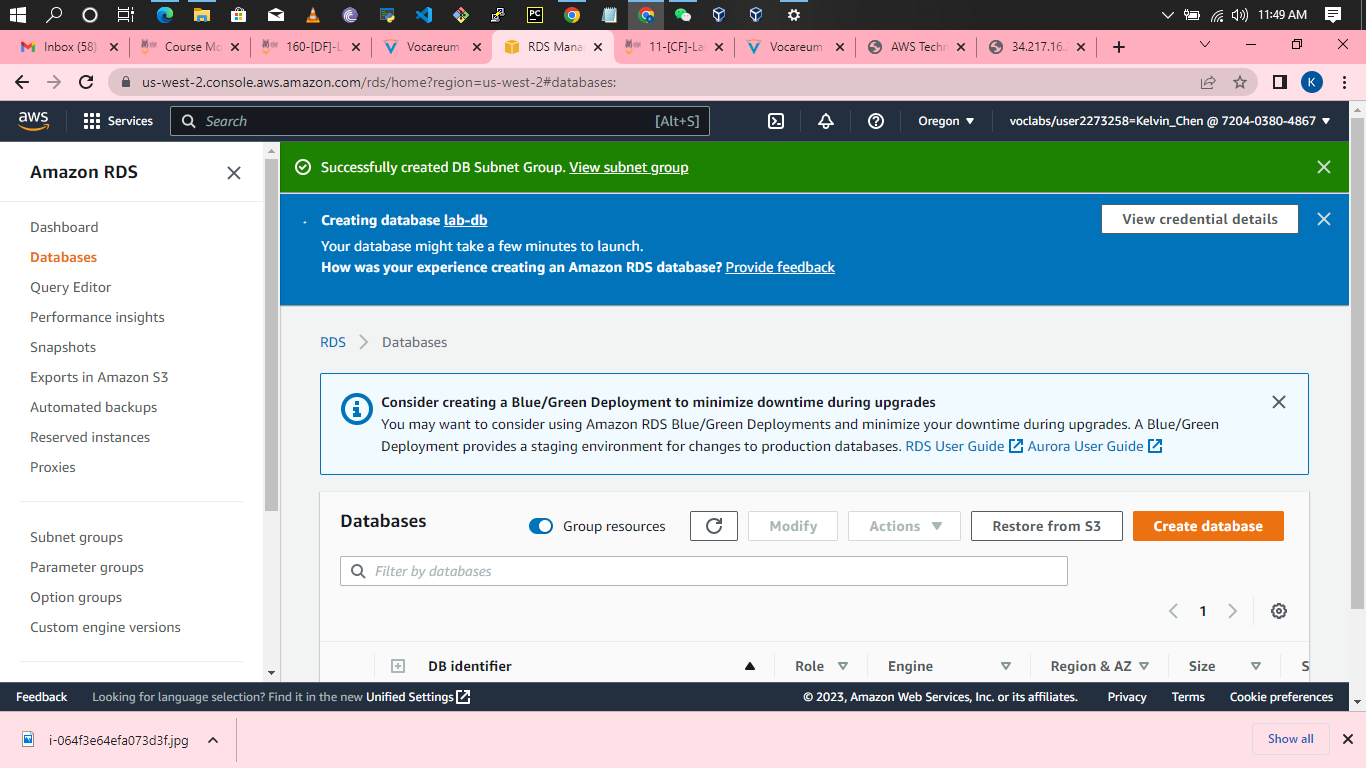 11:49 AM
Inbox (58)
Course Mo
160-[DF]-L
Vocareum
RDS Mana
11-[CF]-Lal
Vocareum
AWS Techn
34.217.16.
us-west-2.console.aws.amazon.com/rds/home?region=us-west-2#databases:
K
aws
Services
Search
[Alt+S]
Oregon
voclabs/user2273258=Kelvin_Chen @ 7204-0380-4867
Amazon RDS
Dashboard
Databases
Query Editor
Performance insights
Snapshots
Exports in Amazon S3
Automated backups
Reserved instances
Proxies
Subnet groups
Parameter groups
Option groups
Custom engine versions
Successfully created DB Subnet Group. View subnet group
Creating database lab-db
View credential details
Your database might take a few minutes to launch.
How was your experience creating an Amazon RDS database? Provide feedback
RDS
Databases
Consider creating a Blue/Green Deployment to minimize downtime during upgrades
You may want to consider using Amazon RDS Blue/Green Deployments and minimize your downtime during upgrades. A Blue/Green
Deployment provides a staging environment for changes to production databases. RDS User Guide Aurora User Guide
Databases
Group resources
Modify
Actions
Restore from S3
Create database
Filter by databases
1
DB identifier
Role
Engine
Region & AZ
Size
S
Feedback
Looking for language selection? Find it in the new Unified Settings
© 2023, Amazon Web Services, Inc. or its affiliates.
Privacy
Terms
Cookie preferences
i-064f3e64efa073d3f.jpg
Show all